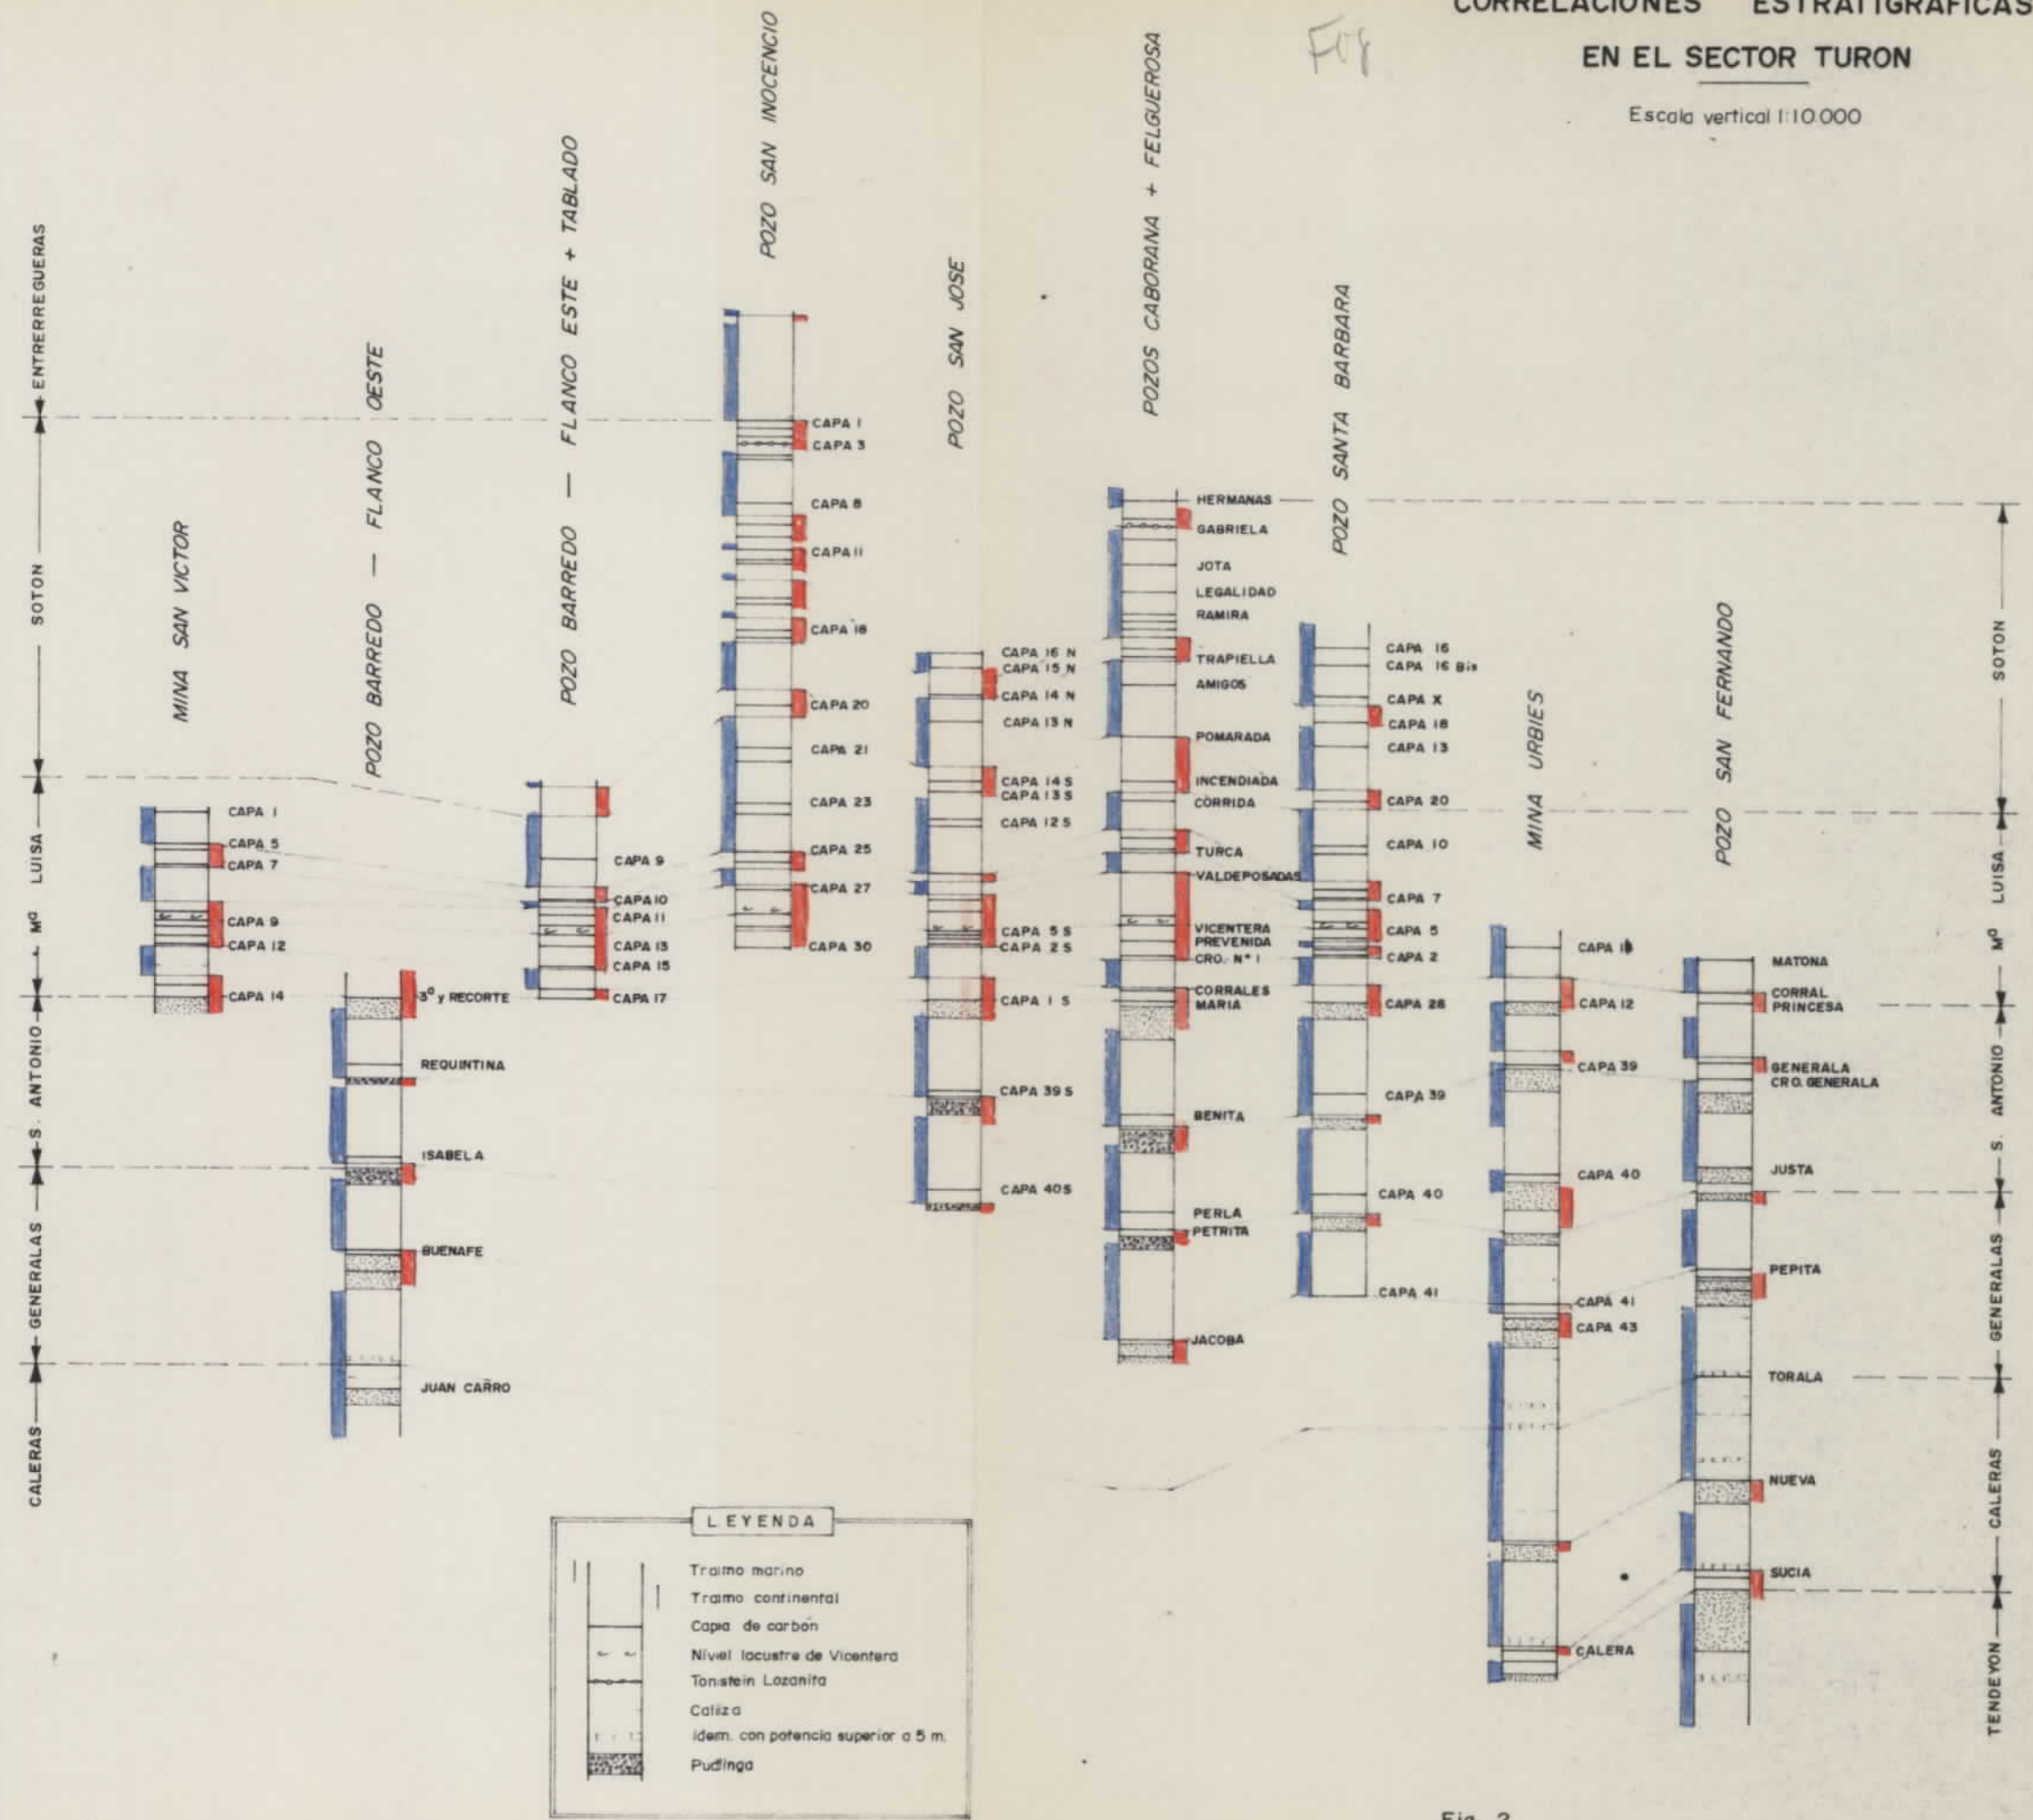 CORRELACIONES ESTRATIGRAFICAS
EN EL SECTOR TURON
Escala vertical 1:10.000
ENTRERREGUERAS
SOTON
Mª LUISA
S. ANTONIO
GENERALAS
CALERAS
MINA SAN VICTOR
CAPA 1
CAPA 5
CAPA 7
CAPA 9
CAPA 12
CAPA 14
POZO BARREDO — FLANCO OESTE
3º y RECORTE
REQUINTINA
ISABELA
BUENAFE
JUAN CARRO
POZO BARREDO — FLANCO ESTE + TABLADO
CAPA 9
CAPA 10
CAPA 11
CAPA 13
CAPA 15
CAPA 17
POZO SAN INOCENCIO
CAPA 1
CAPA 3
CAPA 8
CAPA 11
CAPA 18
CAPA 20
CAPA 21
CAPA 23
CAPA 25
CAPA 27
CAPA 30
POZO SAN JOSE
CAPA 16 N
CAPA 15 N
CAPA 14 N
CAPA 13 N
CAPA 14 S
CAPA 13 S
CAPA 12 S
CAPA 5 S
CAPA 2 S
CAPA 1 S
CAPA 39 S
CAPA 40 S
POZOS CABORANA + FELGUEROSA
HERMANAS
GABRIELA
JOTA
LEGALIDAD
RAMIRA
TRAPIELLA
AMIGOS
POMARADA
INCENDIADA
CORRIDA
TURCA
VALDEPOSADAS
VICENTERA
PREVENIDA
CRO. Nº 1
CORRALES
MARIA
BENITA
PERLA
PETRITA
JACOBA
POZO SANTA BARBARA
CAPA 16
CAPA 16 Bis
CAPA X
CAPA 18
CAPA 13
CAPA 20
CAPA 10
CAPA 7
CAPA 5
CAPA 2
CAPA 28
CAPA 39
CAPA 40
CAPA 41
MINA URBIES
CAPA
CAPA 12
CAPA 39
CAPA 40
CAPA 41
CAPA 43
CALERA
POZO SAN FERNANDO
MATONA
CORRAL
PRINCESA
GENERALA
CRO. GENERALA
JUSTA
PEPITA
TORALA
NUEVA
SUCIA
SOTON
Mª LUISA
S. ANTONIO
GENERALAS
CALERAS
TENDEYON
LEYENDA
Tramo marino
Tramo continental
Capa de carbón
Nivel lacustre de Vicentera
Tonstein Lozanita
Caliza
Idem. con potencia superior a 5 m.
Pudinga
Fig. 2